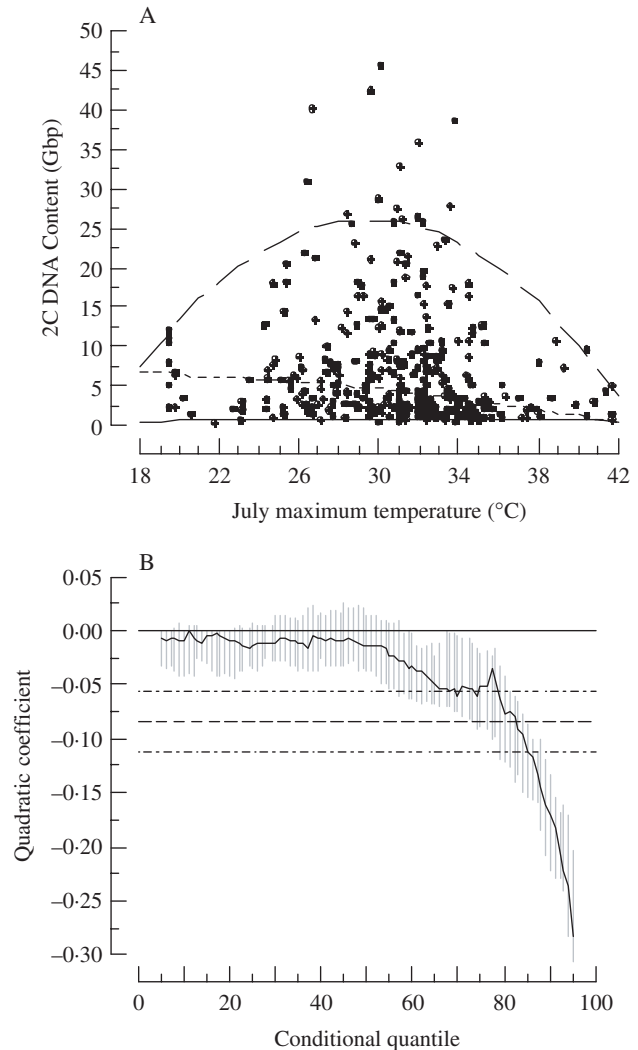 A
50
45
40
35
30
25
20
15
10
5
0
2C DNA Content (Gbp)
18 22 26 30 34 38 42
July maximum temperature (°C)
B
0·05
0·00
–0·05
–0·10
–0·15
–0·20
–0·25
–0·30
Quadratic coefficient
0 20 40 60 80 100
Conditional quantile